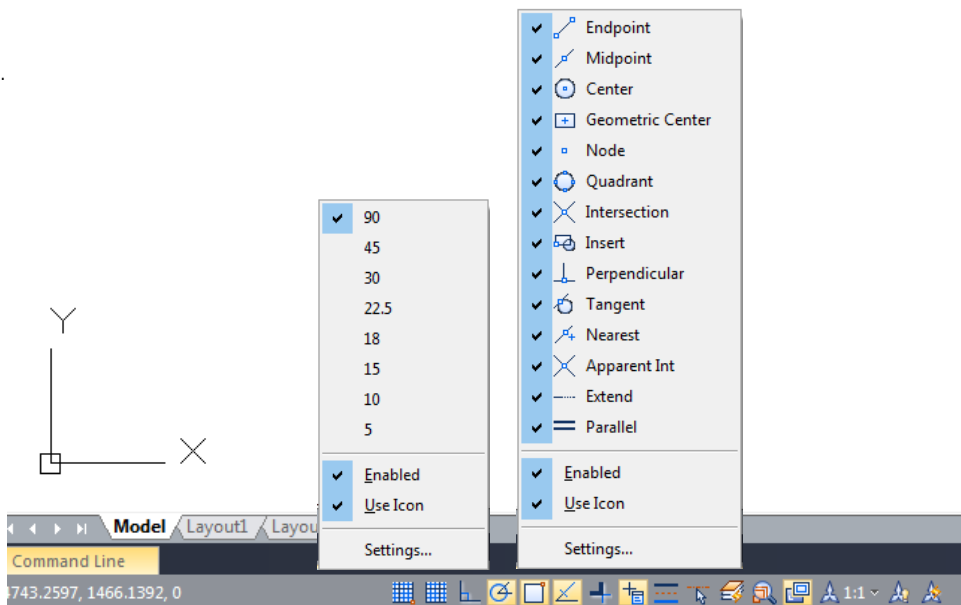 Endpoint
Midpoint
Center
Geometric Center
Node
Quadrant
Intersection
Insert
Perpendicular
Tangent
Nearest
Apparent Int
Extend
Parallel
Enabled
Use Icon
Settings...
90
45
30
22.5
18
15
10
5
Enabled
Use Icon
Settings...
Y
X
Model Layout1 Layou
Command Line
4743.2597, 1466.1392, 0
1:1